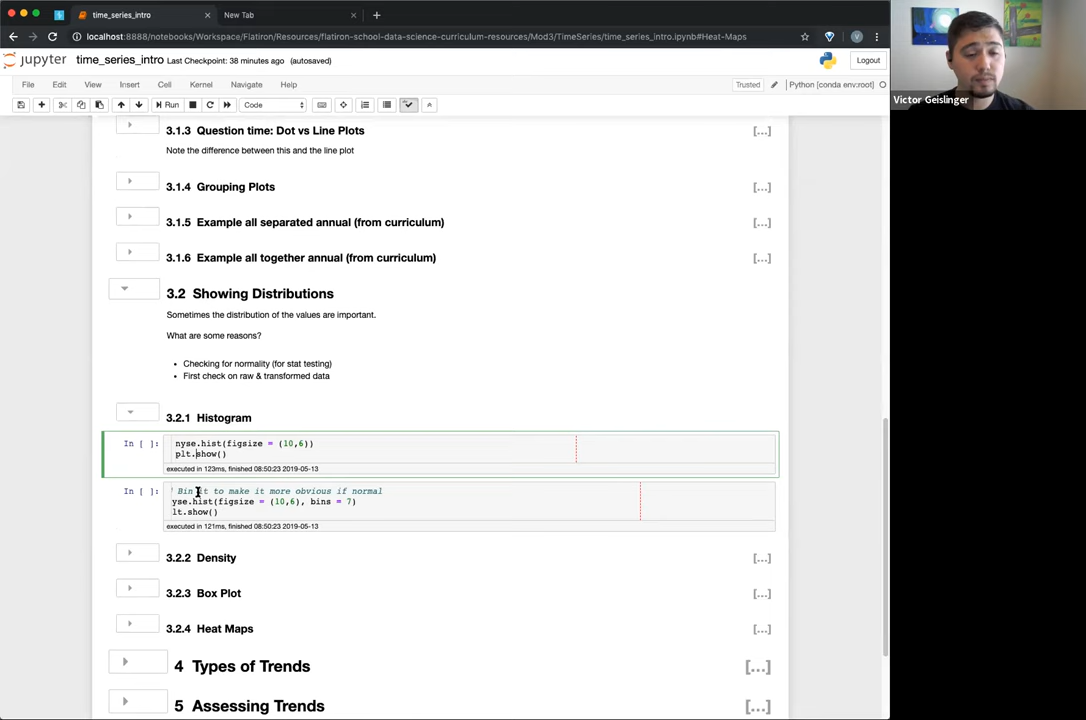 time_series_intro
New Tab
localhost:8888/notebooks/Workspace/Flatiron/Resources/flatiron-school-data-science-curriculum-resources/Mod3/TimeSeries/time_series_intro.ipynb#Heat-Maps
V
jupyter time_series_intro Last Checkpoint: 38 minutes ago (autosaved)
Logout
File Edit View Insert Cell Kernel Navigate Help
Trusted Python [conda env:root]
Run Code
Victor Geislinger
3.1.3 Question time: Dot vs Line Plots [...]
Note the difference between this and the line plot
3.1.4 Grouping Plots [...]
3.1.5 Example all separated annual (from curriculum) [...]
3.1.6 Example all together annual (from curriculum) [...]
3.2 Showing Distributions
Sometimes the distribution of the values are important.
What are some reasons?
• Checking for normality (for stat testing)
• First check on raw & transformed data
3.2.1 Histogram
In [ ]: nyse.hist(figsize = (10,6))
plt.show()
executed in 123ms, finished 08:50:23 2019-05-13
In [ ]: Bin it to make it more obvious if normal
yse.hist(figsize = (10,6), bins = 7)
lt.show()
executed in 121ms, finished 08:50:23 2019-05-13
3.2.2 Density [...]
3.2.3 Box Plot [...]
3.2.4 Heat Maps [...]
4 Types of Trends [...]
5 Assessing Trends [...]